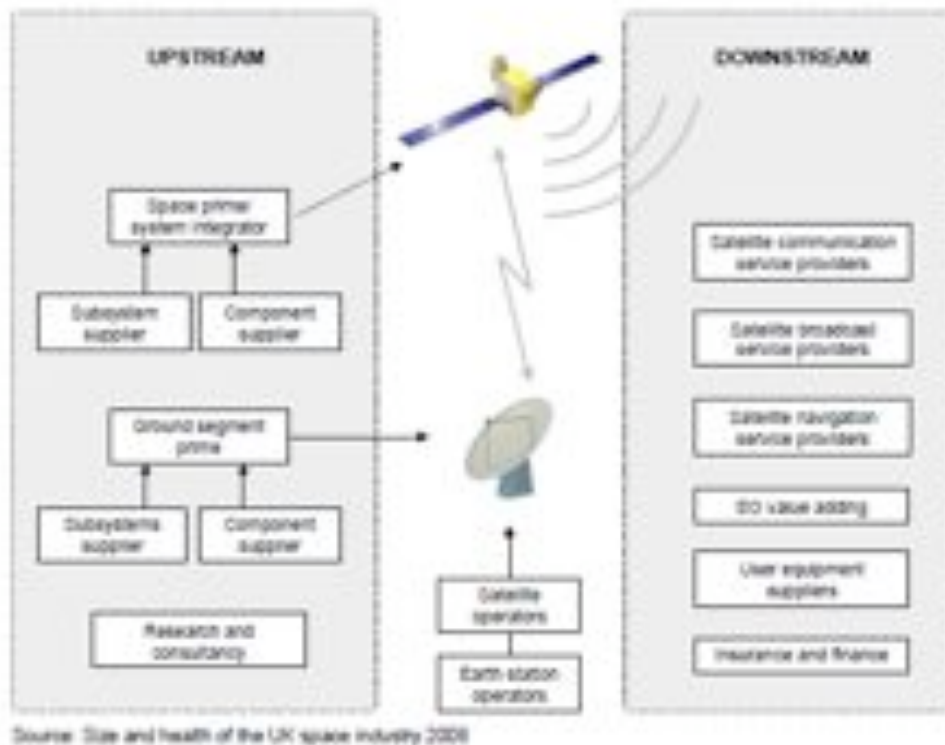 UPSTREAM
Space prime/
system integrator
Subsystem
supplier
Component
supplier
Ground segment
prime
Subsystems
supplier
Component
supplier
Research and
consultancy
Satellite
operators
Earth station
operators
DOWNSTREAM
Satellite communication
service providers
Satellite broadcast
service providers
Satellite navigation
service providers
EO value adding
User equipment
suppliers
Insurance and finance
Source: Size and health of the UK space industry 2008